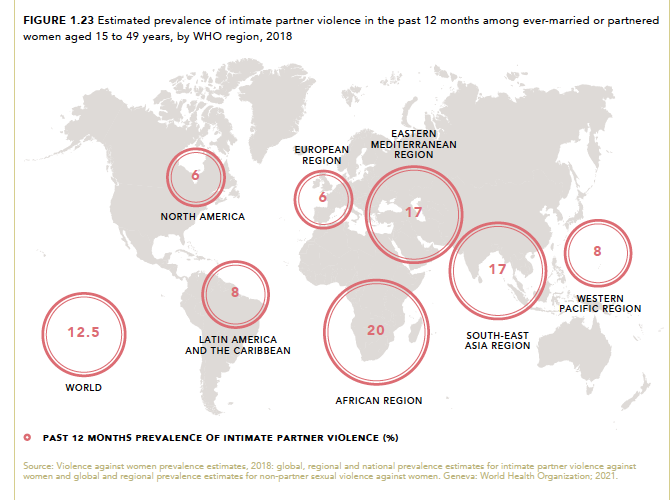 FIGURE 1.23 Estimated prevalence of intimate partner violence in the past 12 months among ever-married or partnered
women aged 15 to 49 years, by WHO region, 2018
6
NORTH AMERICA
EUROPEAN
REGION
6
EASTERN
MEDITERRANEAN
REGION
17
8
LATIN AMERICA
AND THE CARIBBEAN
12.5
WORLD
20
AFRICAN REGION
17
SOUTH-EAST
ASIA REGION
8
WESTERN
PACIFIC REGION
PAST 12 MONTHS PREVALENCE OF INTIMATE PARTNER VIOLENCE (%)
Source: Violence against women prevalence estimates, 2018: global, regional and national prevalence estimates for intimate partner violence against
women and global and regional prevalence estimates for non-partner sexual violence against women. Geneva: World Health Organization; 2021.